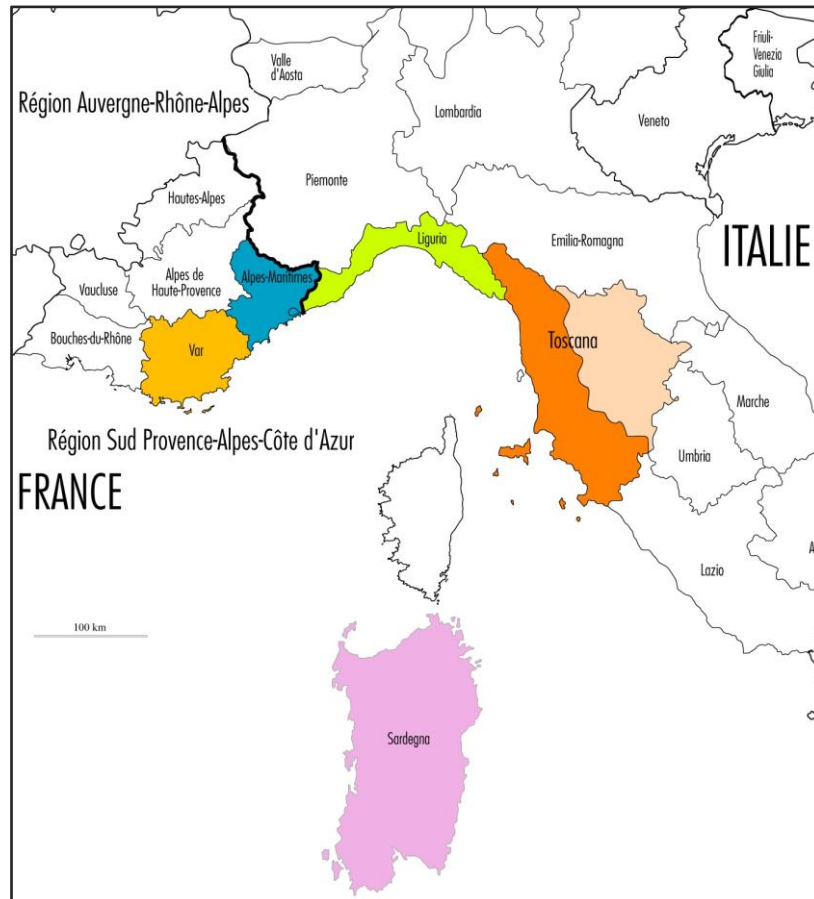 Friuli-
Venezia
Giulia
Valle
d'Aosta
Région Auvergne-Rhône-Alpes
Lombardia
Veneto
Piemonte
Hautes-Alpes
Liguria
Emilia-Romagna
ITALIE
Alpes de
Haute-Provence
Alpes-Maritimes
Vaucluse
Bouches-du-Rhône
Var
Toscana
Marche
Région Sud Provence-Alpes-Côte d'Azur
Umbria
FRANCE
A
Lazio
100 km
Sardegna